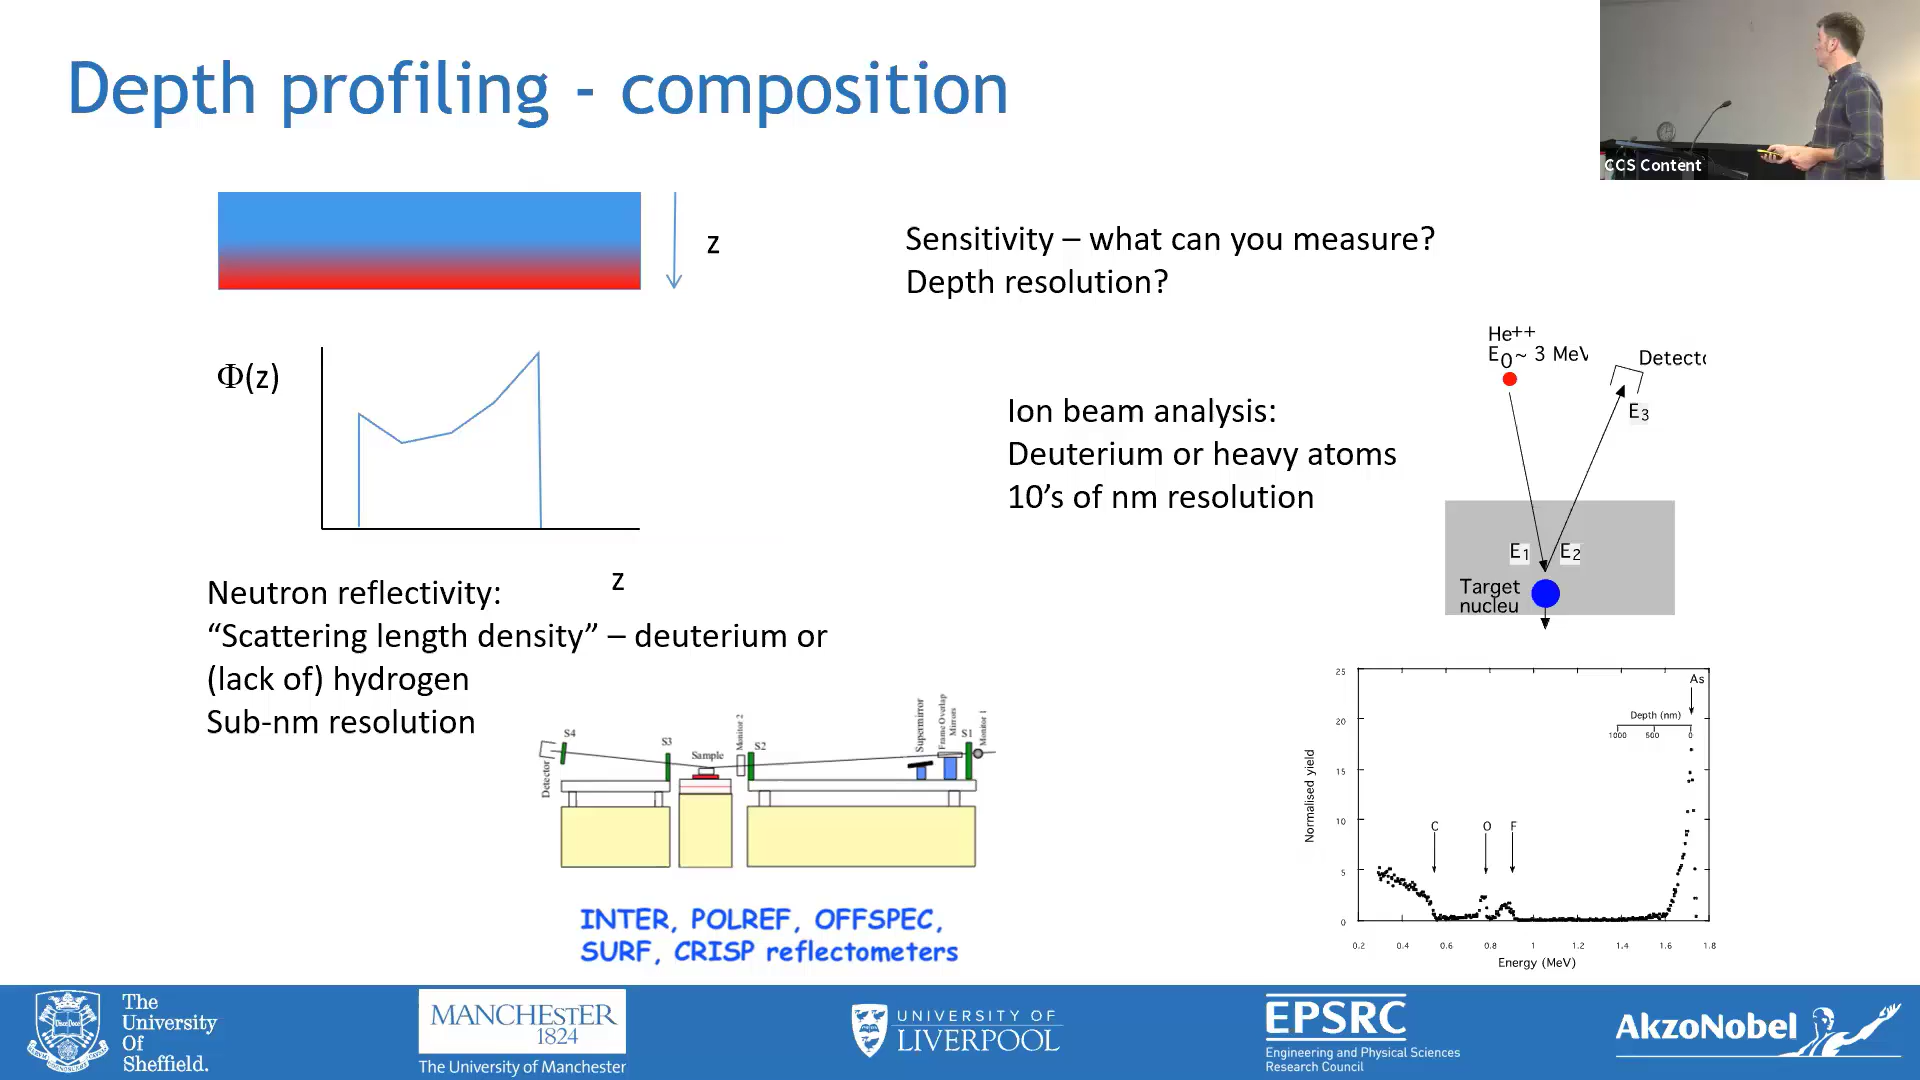 Depth profiling - composition
CCS Content
z
Sensitivity – what can you measure?
Depth resolution?
Φ(z)
z
He++
E0~ 3 MeV
Detecto
E3
Ion beam analysis:
Deuterium or heavy atoms
10’s of nm resolution
E1
E2
Target
nucleu
Neutron reflectivity:
“Scattering length density” – deuterium or
(lack of) hydrogen
Sub-nm resolution
S4
Detector
S3
Sample
Monitor 2
S2
Supermirror
Frame Overlap
Mirrors
S1
Monitor 1
INTER, POLREF, OFFSPEC,
SURF, CRISP reflectometers
25
20
15
10
5
0
Normalised yield
As
Depth (nm)
1000 500 0
C O F
0.2 0.4 0.6 0.8 1 1.2 1.4 1.6 1.8
Energy (MeV)
The
University
Of
Sheffield.
MANCHESTER
1824
The University of Manchester
UNIVERSITY OF
LIVERPOOL
EPSRC
Engineering and Physical Sciences
Research Council
AkzoNobel